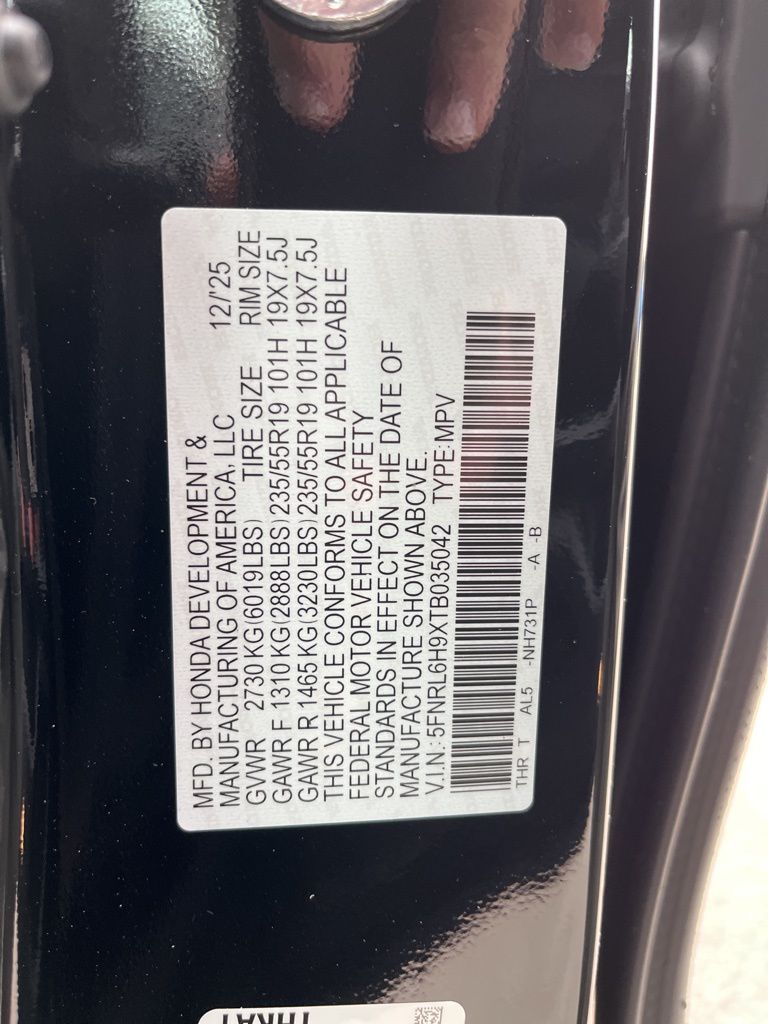 MFD. BY HONDA DEVELOPMENT &
MANUFACTURING OF AMERICA, LLC 12/'25
GVWR 2730 KG(6019LBS) TIRE SIZE RIM SIZE
GAWR F 1310 KG(2888LBS) 235/55R19 101H 19X7.5J
GAWR R 1465 KG(3230LBS) 235/55R19 101H 19X7.5J
THIS VEHICLE CONFORMS TO ALL APPLICABLE
FEDERAL MOTOR VEHICLE SAFETY
STANDARDS IN EFFECT ON THE DATE OF
MANUFACTURE SHOWN ABOVE.
V.I.N.: 5FNRL6H9XTB035042 TYPE:MPV
THR T AL5 -NH731P -A -B